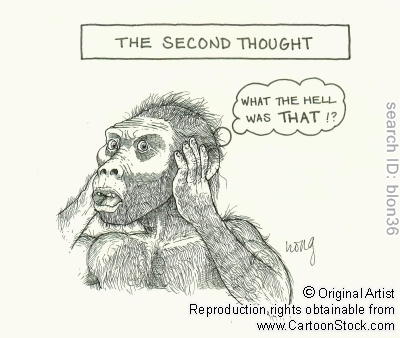 THE SECOND THOUGHT
WHAT THE HELL
WAS THAT!?
search ID: blon36
nong
© Original Artist
Reproduction rights obtainable from
www.CartoonStock.com